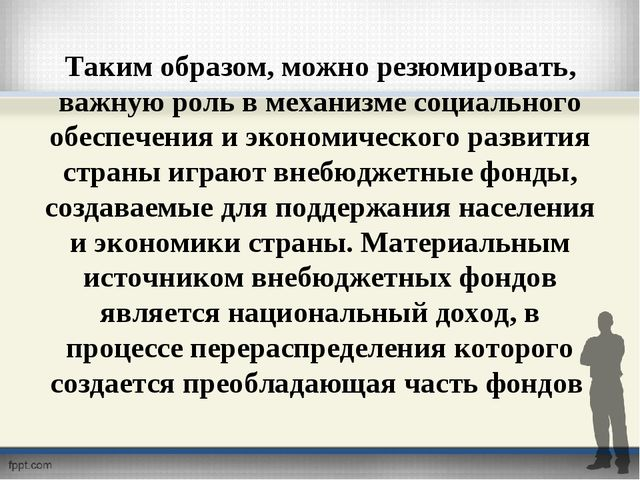 Таким образом, можно резюмировать,
важную роль в механизме социального
обеспечения и экономического развития
страны играют внебюджетные фонды,
создаваемые для поддержания населения
и экономики страны. Материальным
источником внебюджетных фондов
является национальный доход, в
процессе перераспределения которого
создается преобладающая часть фондов
fppt.com